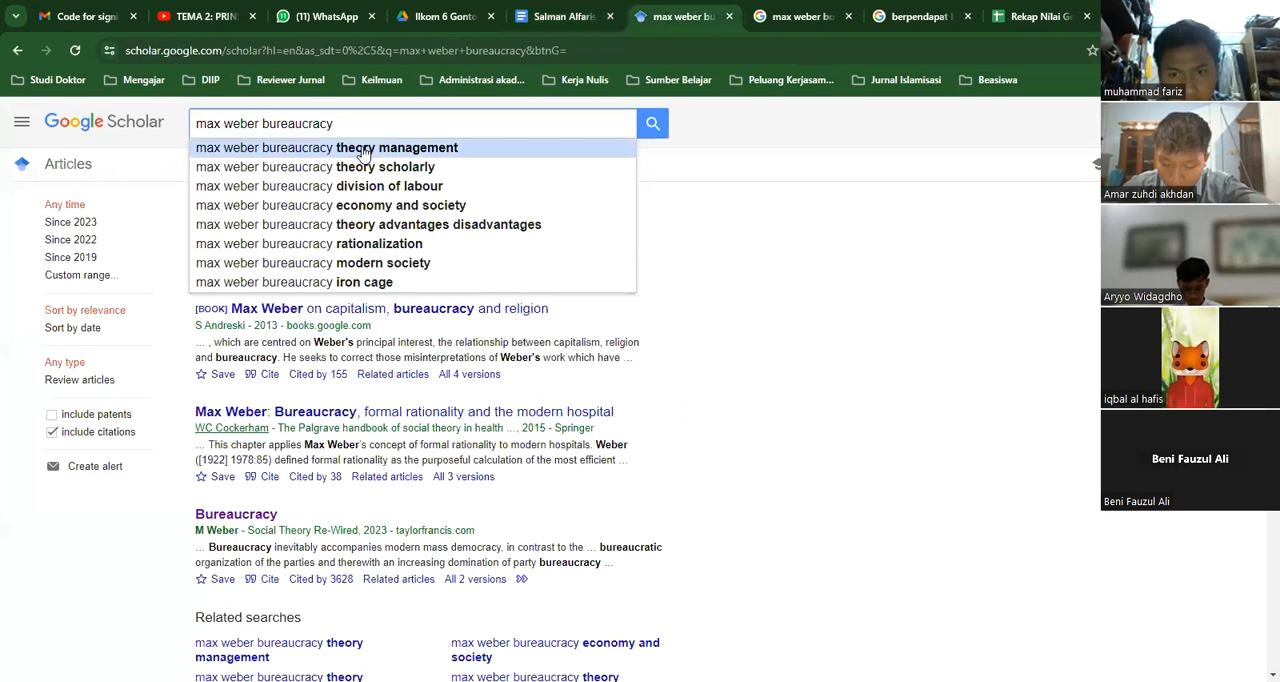 Code for signi
TEMA 2: PRIN
(11) WhatsApp
Ilkom 6 Gonto
Salman Alfaris
max weber bu
max weber bo
berpendapat l
Rekap Nilai G
scholar.google.com/scholar?hl=en&as_sdt=0%2C5&q=max+weber+bureaucracy&btnG=
Studi Doktor
Mengajar
DIIP
Reviewer Jurnal
Keilmuan
Administrasi akad...
Kerja Nulis
Sumber Belajar
Peluang Kerjasam...
Jurnal Islamisasi
Beasiswa
Google Scholar
max weber bureaucracy
max weber bureaucracy theory management
max weber bureaucracy theory scholarly
max weber bureaucracy division of labour
max weber bureaucracy economy and society
max weber bureaucracy theory advantages disadvantages
max weber bureaucracy rationalization
max weber bureaucracy modern society
max weber bureaucracy iron cage
Articles
Any time
Since 2023
Since 2022
Since 2019
Custom range...
Sort by relevance
Sort by date
Any type
Review articles
include patents
include citations
Create alert
[BOOK] Max Weber on capitalism, bureaucracy and religion
S Andreski - 2013 - books.google.com
... , which are centred on Weber's principal interest, the relationship between capitalism, religion
and bureaucracy. He seeks to correct those misinterpretations of Weber's work which have ...
Save Cite Cited by 155 Related articles All 4 versions
Max Weber: Bureaucracy, formal rationality and the modern hospital
WC Cockerham - The Palgrave handbook of social theory in health ..., 2015 - Springer
... This chapter applies Max Weber's concept of formal rationality to modern hospitals. Weber
([1922] 1978:85) defined formal rationality as the purposeful calculation of the most efficient ...
Save Cite Cited by 38 Related articles All 3 versions
Bureaucracy
M Weber - Social Theory Re-Wired, 2023 - taylorfrancis.com
... Bureaucracy inevitably accompanies modern mass democracy, in contrast to the ... bureaucratic
organization of the parties and therewith an increasing domination of party bureaucracy ...
Save Cite Cited by 3628 Related articles All 2 versions
Related searches
max weber bureaucracy theory
management
max weber bureaucracy economy and
society
max weber bureaucracy theory
max weber bureaucracy theory
muhammad fariz
Amar zuhdi akhdan
Aryyo Widagdho
iqbal al hafis
Beni Fauzul Ali
Beni Fauzul Ali